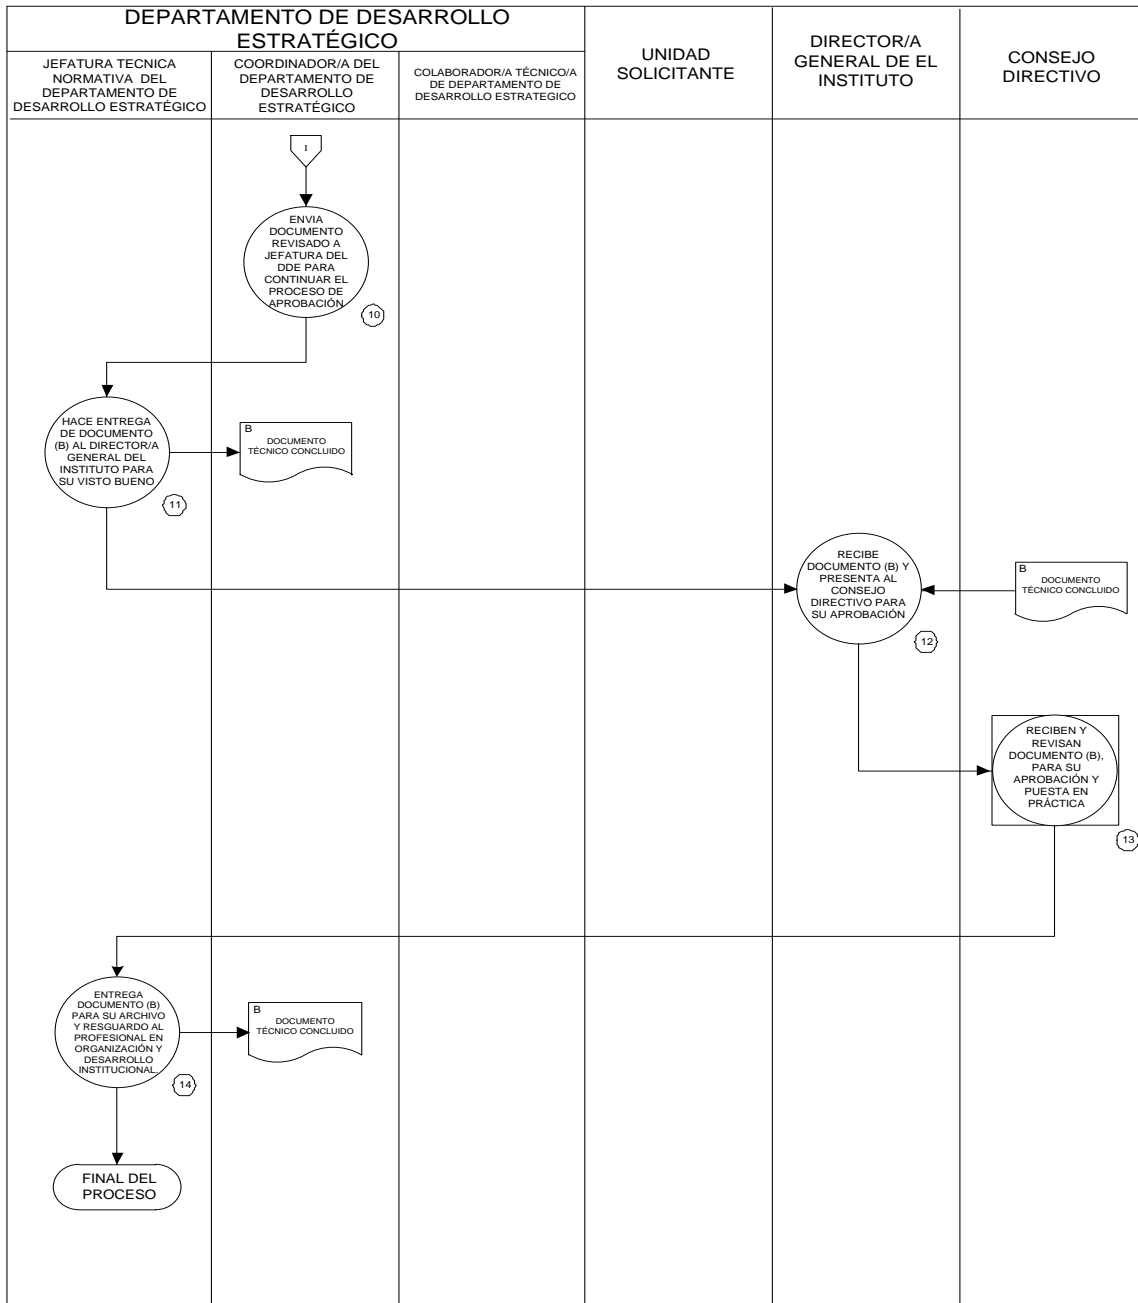 DEPARTAMENTO DE DESARROLLO
ESTRATÉGICO
JEFATURA TECNICA
NORMATIVA DEL
DEPARTAMENTO DE
DESARROLLO ESTRATÉGICO
COORDINADOR/A DEL
DEPARTAMENTO DE
DESARROLLO
ESTRATÉGICO
COLABORADOR/A TÉCNICO/A
DE DEPARTAMENTO DE
DESARROLLO ESTRATEGICO
UNIDAD
SOLICITANTE
DIRECTOR/A
GENERAL DE EL
INSTITUTO
CONSEJO
DIRECTIVO
I
ENVIA
DOCUMENTO
REVISADO A
JEFATURA DEL
DDE PARA
CONTINUAR EL
PROCESO DE
APROBACIÓN
10
HACE ENTREGA
DE DOCUMENTO
(B) AL DIRECTOR/A
GENERAL DEL
INSTITUTO PARA
SU VISTO BUENO
11
B
DOCUMENTO
TÉCNICO CONCLUIDO
RECIBE
DOCUMENTO (B) Y
PRESENTA AL
CONSEJO
DIRECTIVO PARA
SU APROBACIÓN
12
B
DOCUMENTO
TÉCNICO CONCLUIDO
RECIBEN Y
REVISAN
DOCUMENTO (B),
PARA SU
APROBACIÓN Y
PUESTA EN
PRÁCTICA
13
ENTREGA
DOCUMENTO (B)
PARA SU ARCHIVO
Y RESGUARDO AL
PROFESIONAL EN
ORGANIZACIÓN Y
DESARROLLO
INSTITUCIONAL.
14
B
DOCUMENTO
TÉCNICO CONCLUIDO
FINAL DEL
PROCESO